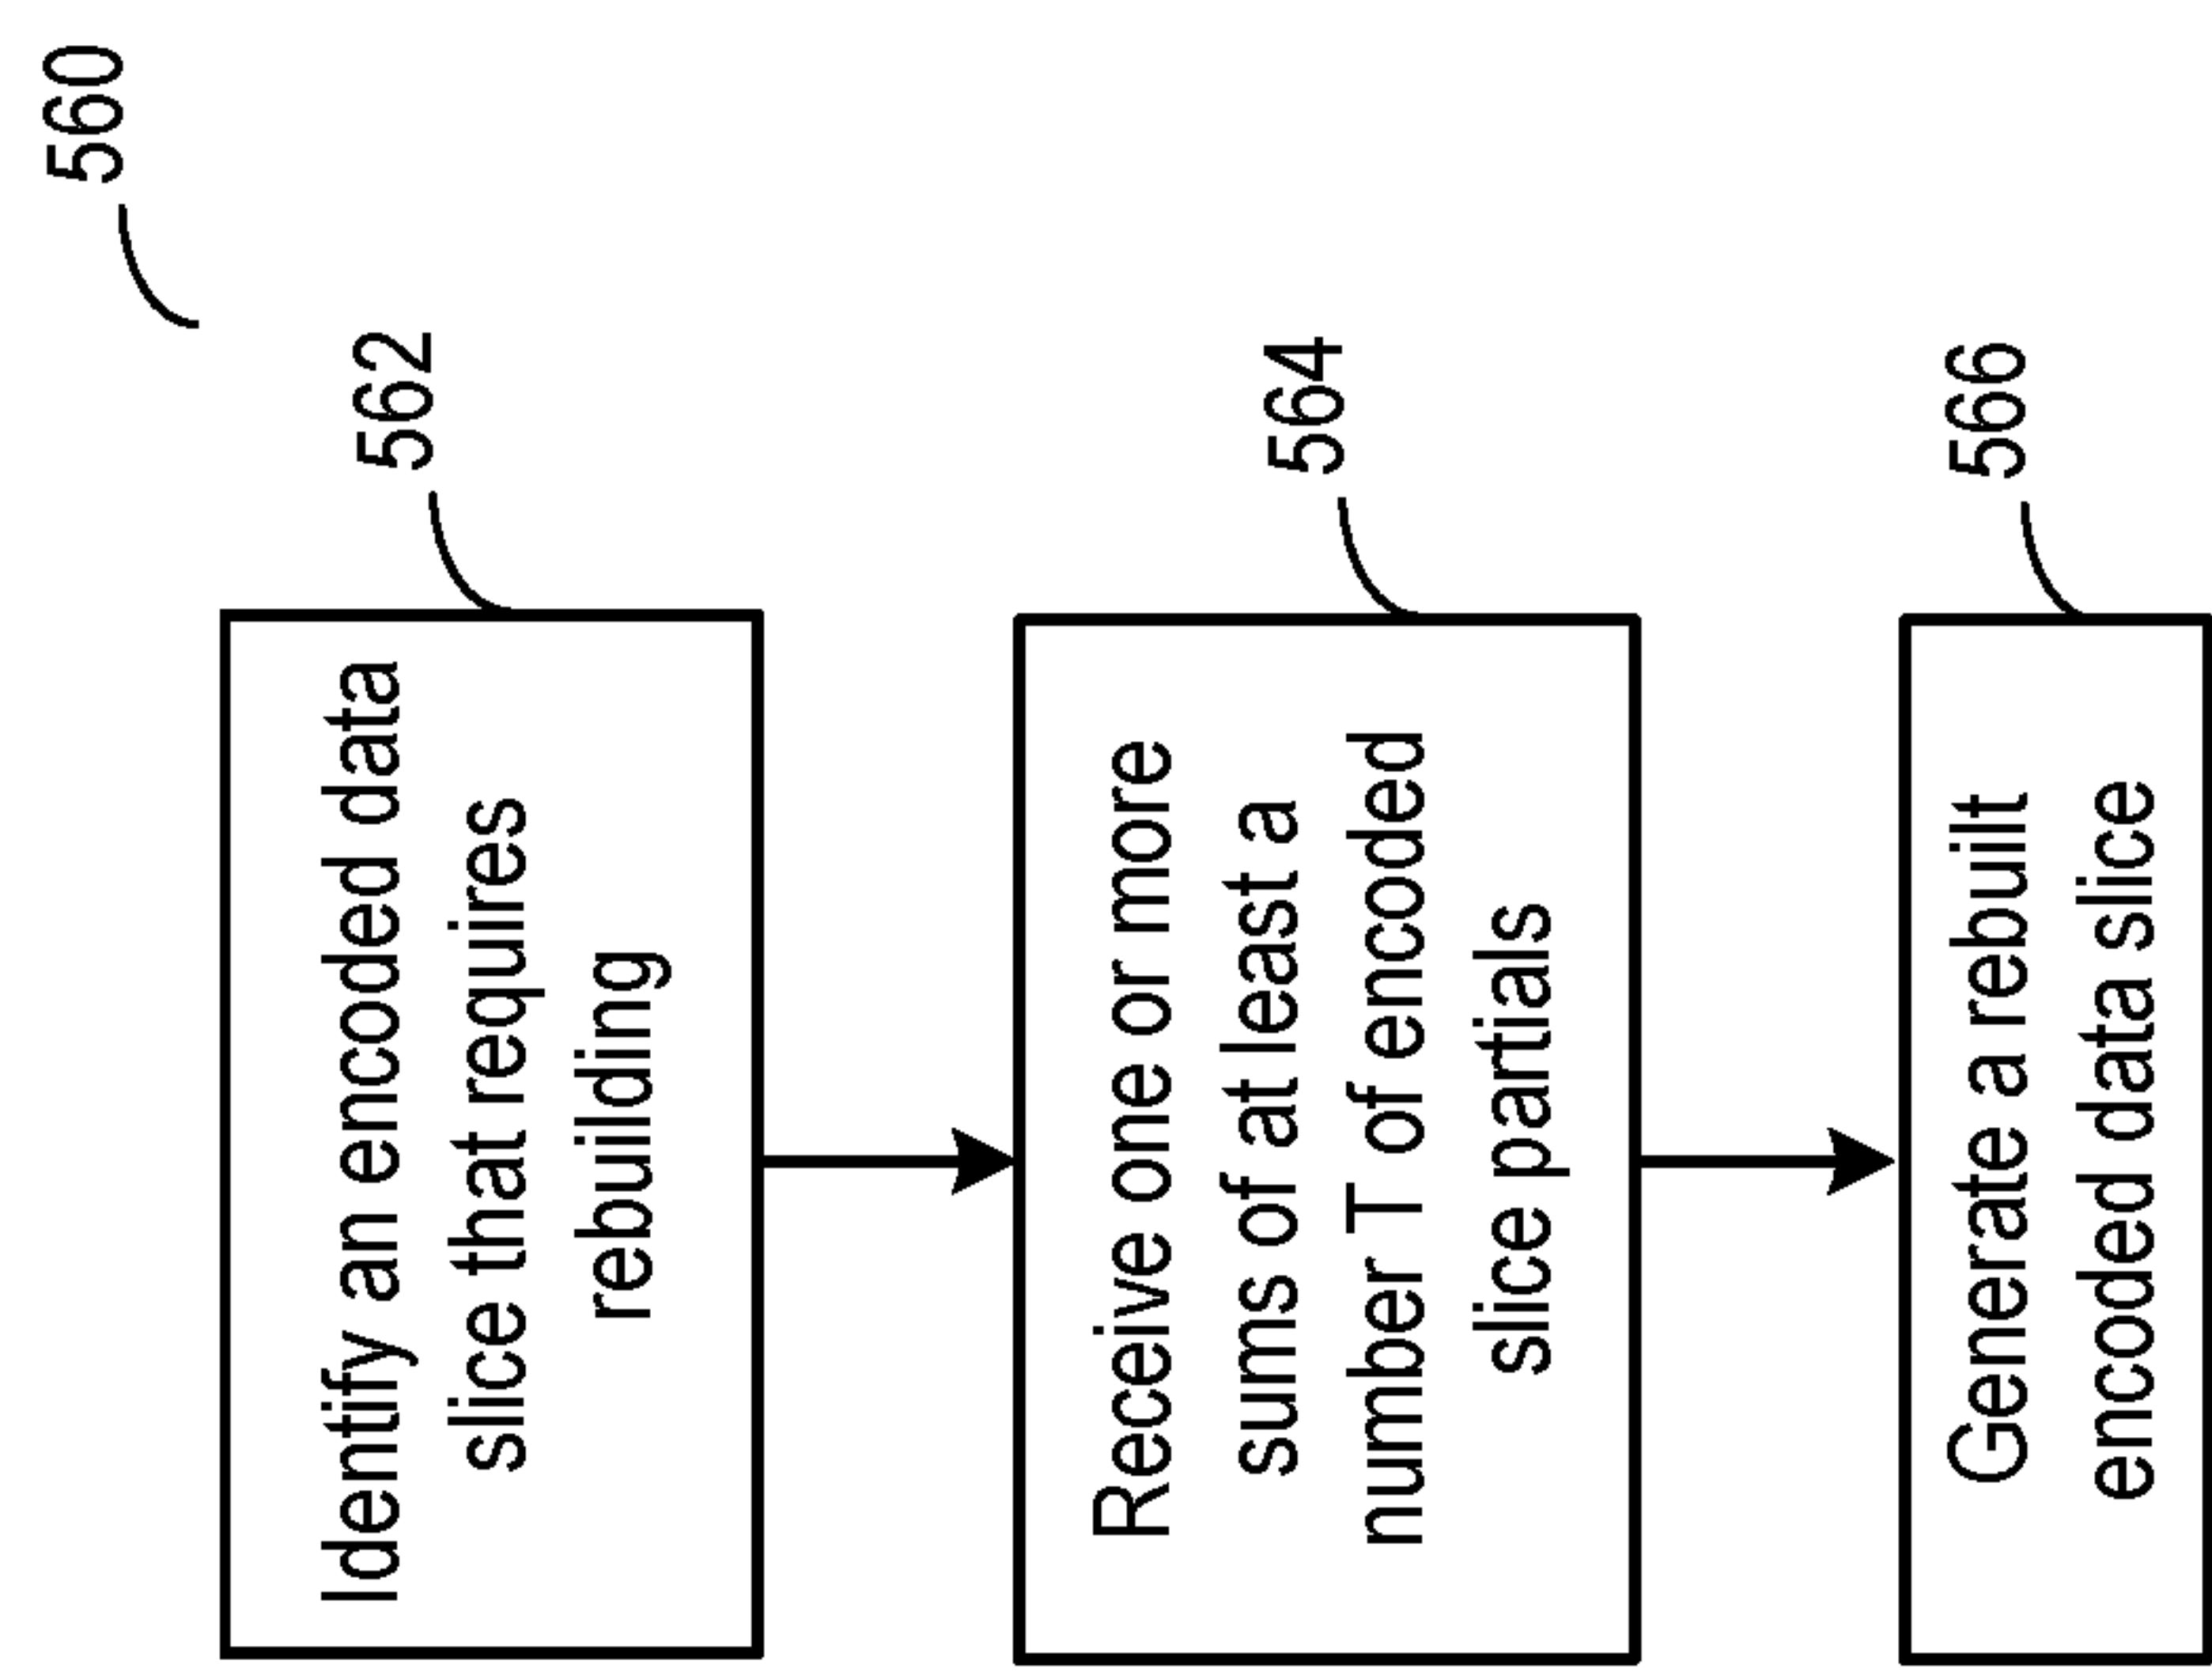 560
562
Identify an encoded data
slice that requires
rebuilding
564
Receive one or more
sums of at least a
number T of encoded
slice partials
566
Generate a rebuilt
encoded data slice